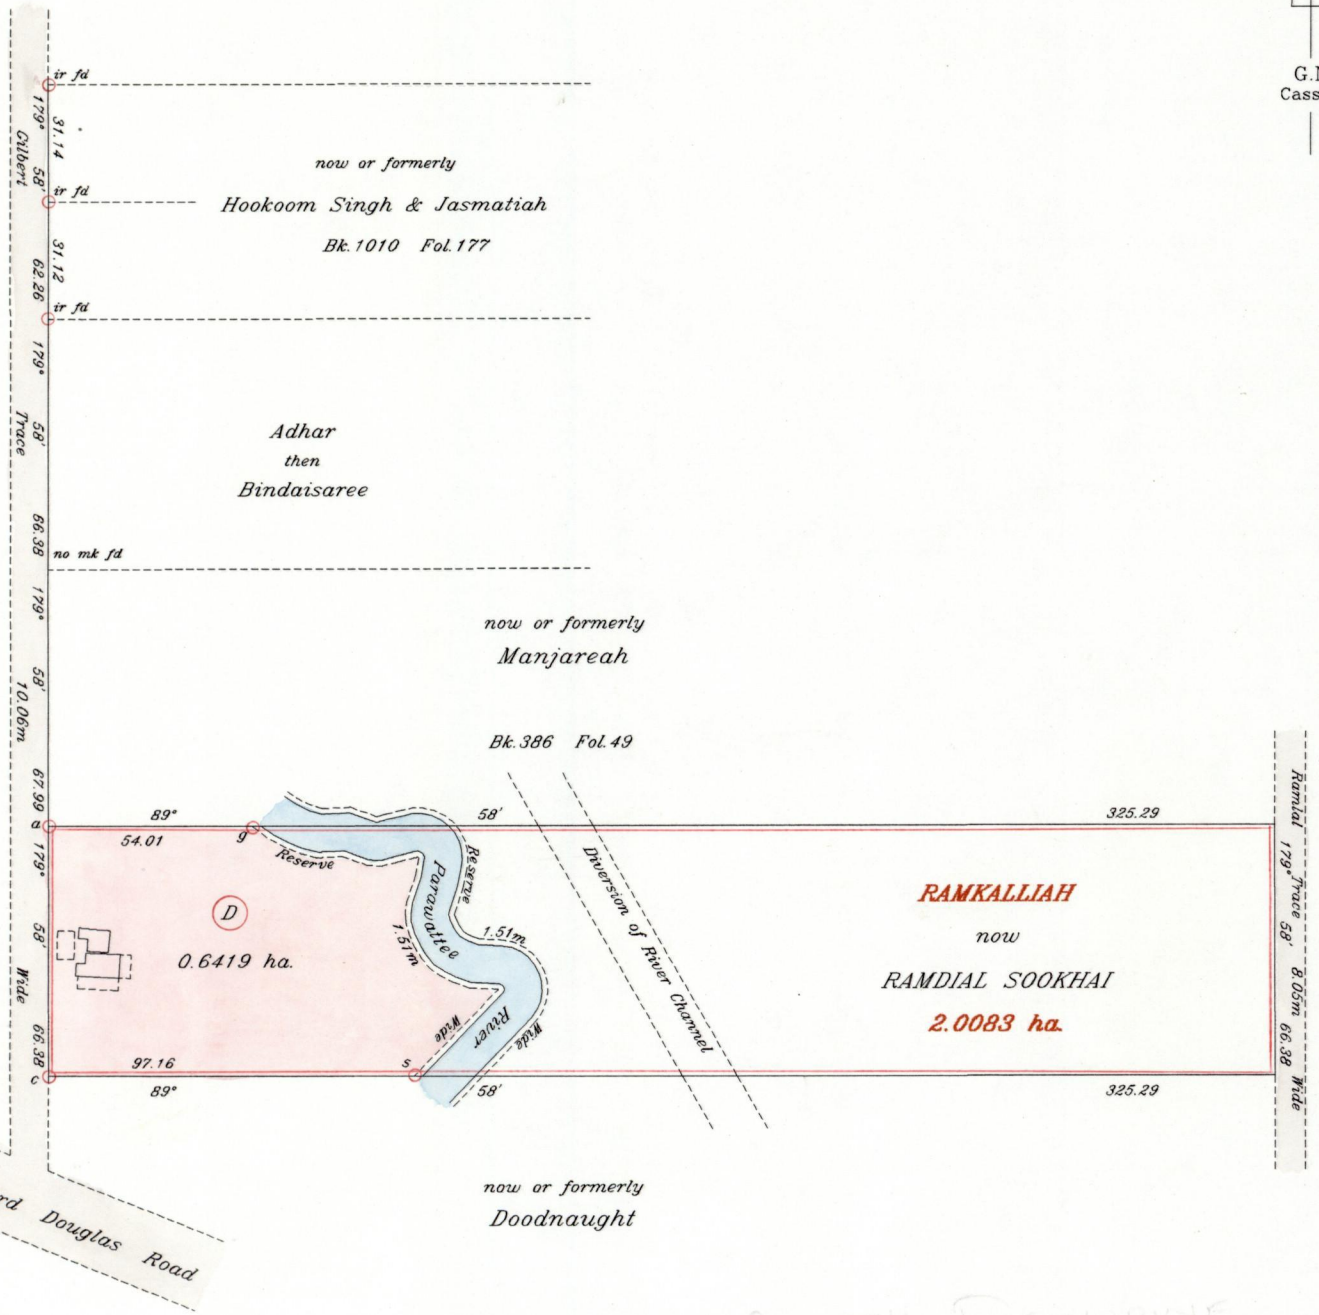 ir fd
G.N
Cass
179° 58' 62.26
31.14
now or formerly
Hookoom Singh & Jasmatiah
Bk. 1010 Fol. 177
ir fd
31.12
ir fd
Gilbert Trace 10.06m Wide
179° 58' 66.38
Adhar
then
Bindaisaree
no mk fd
179° 58' 67.99
now or formerly
Manjareah
Bk. 386 Fol. 49
89° 58' 325.29
54.01
g
Reserve
Reserve
Parawattee River
1.51m
1.51m
Wide
Wide
Diversion of River Channel
D
0.6419 ha.
179° 58' 66.38
RAMKALLIAH
now
RAMDIAL SOOKHAI
2.0083 ha.
Ramlal Trace 8.05m Wide
179° 58' 66.38
97.16
s
c
89° 58' 325.29
now or formerly
Doodnaught
rd Douglas Road